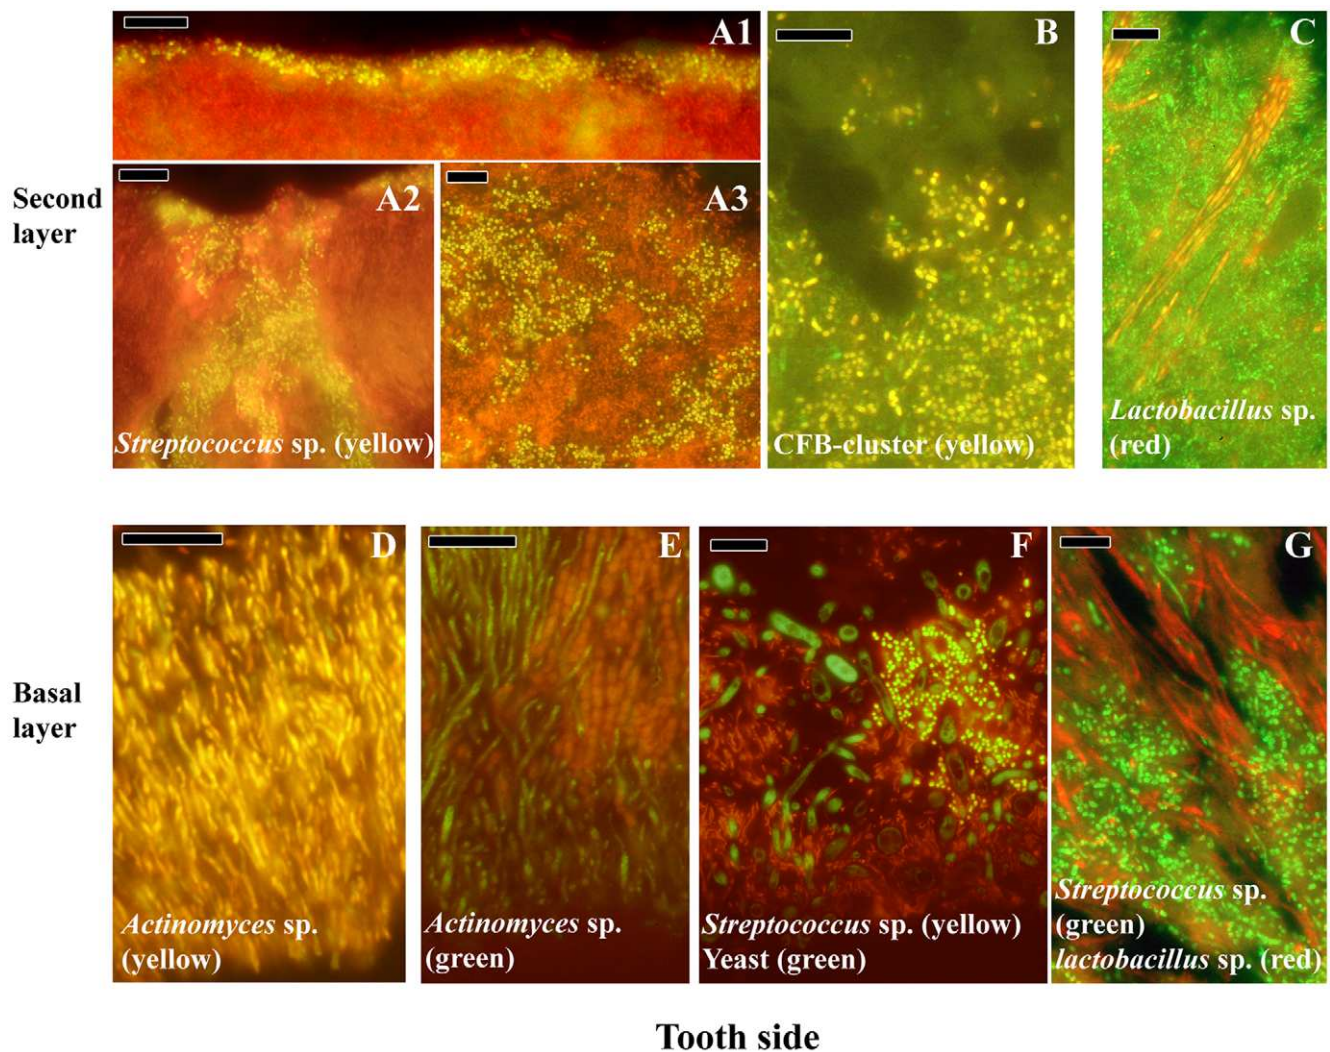 Second
layer
A1
A2
Streptococcus sp. (yellow)
A3
B
CFB-cluster (yellow)
C
Lactobacillus sp.
(red)
Basal
layer
D
Actinomyces sp.
(yellow)
E
Actinomyces sp.
(green)
F
Streptococcus sp. (yellow)
Yeast (green)
G
Streptococcus sp.
(green)
lactobacillus sp. (red)
Tooth side